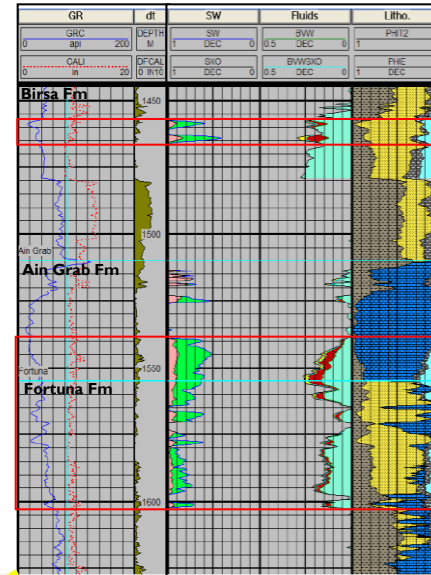 GR dt SW Fluids Litho.
GRC DEPTH SW BVW PHIT2
0 api 200 M 1 DEC 0 0.5 DEC 0 1
CALI DFCAL SXO BVWSXO PHIE
0 in 20 0 IN10 1 DEC 0 0.5 DEC 0 1 DEC
Birsa Fm
1450
1500
Ain Grab
Ain Grab Fm
1550
Fortuna
Fortuna Fm
1600